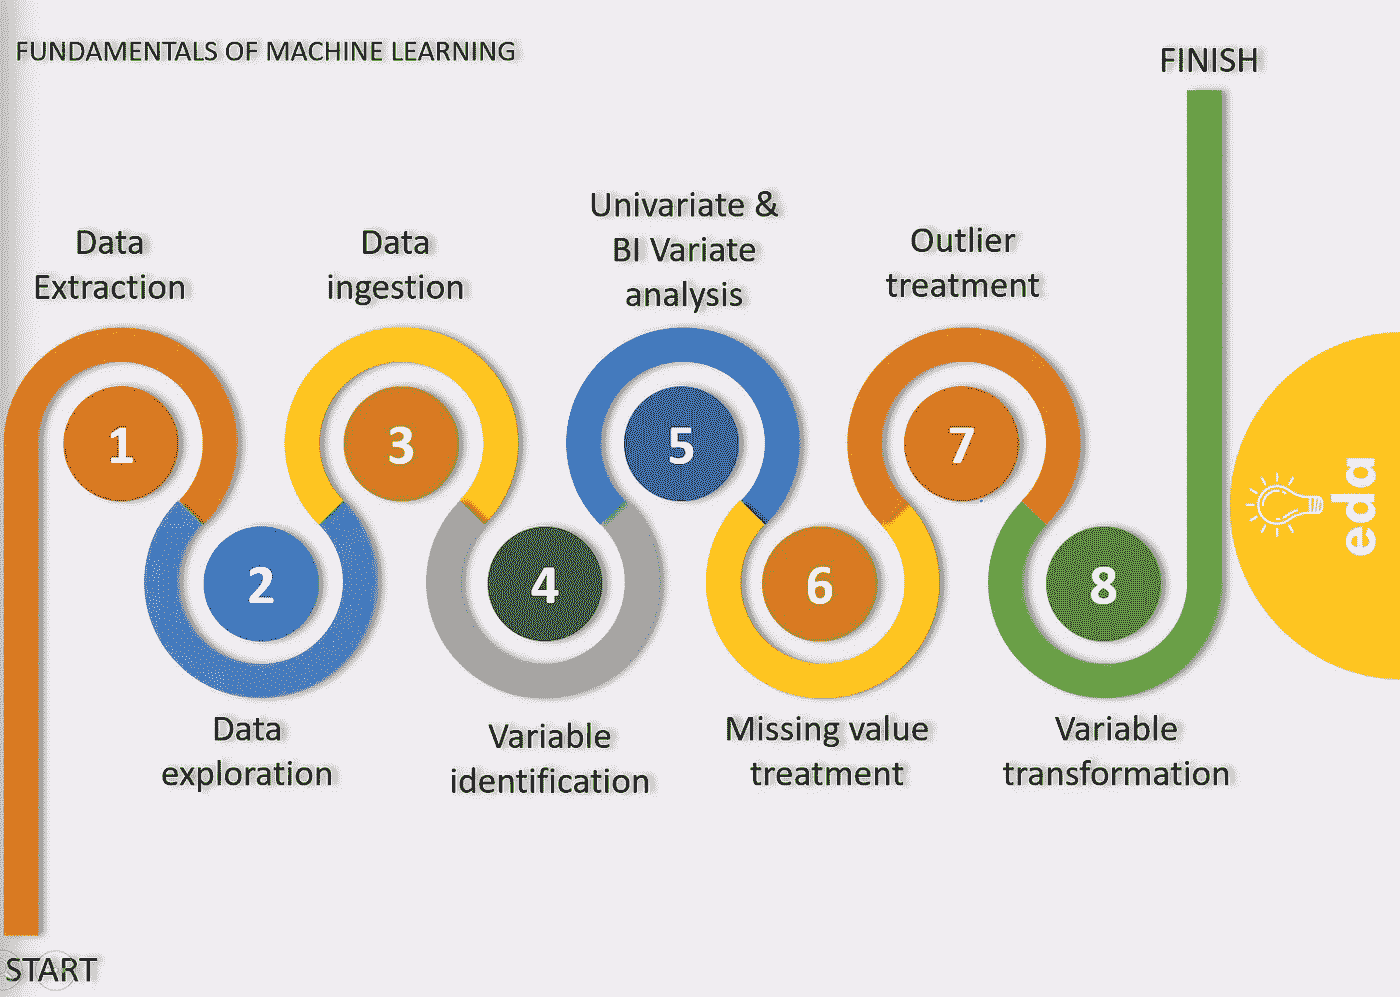 FUNDAMENTALS OF MACHINE LEARNING
FINISH
Data
Extraction
Data
ingestion
Univariate &
BI Variate
analysis
Outlier
treatment
1
3
5
7
2
4
6
8
eda
Data
exploration
Variable
identification
Missing value
treatment
Variable
transformation
START